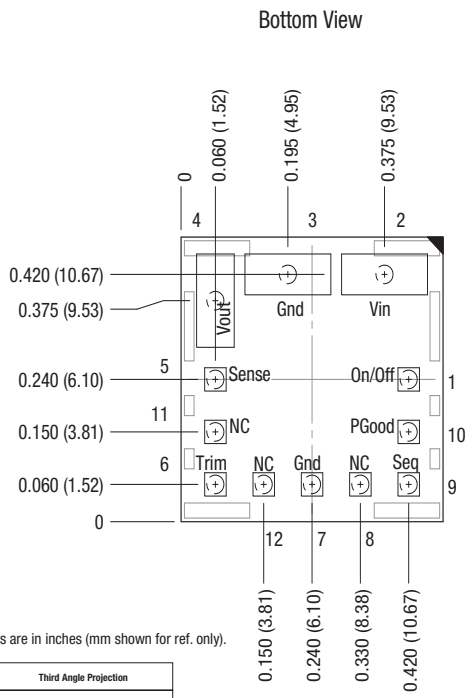 Bottom View
0
0.060 (1.52)
0.195 (4.95)
0.375 (9.53)
4
3
2
0.420 (10.67)
0.375 (9.53)
Vout
Gnd
Vin
5
0.240 (6.10)
Sense
On/Off
1
11
0.150 (3.81)
NC
PGood
10
6
0.060 (1.52)
Trim
NC
Gnd
NC
Seq
9
0
12
7
8
0.150 (3.81)
0.240 (6.10)
0.330 (8.38)
0.420 (10.67)
s are in inches (mm shown for ref. only).
Third Angle Projection